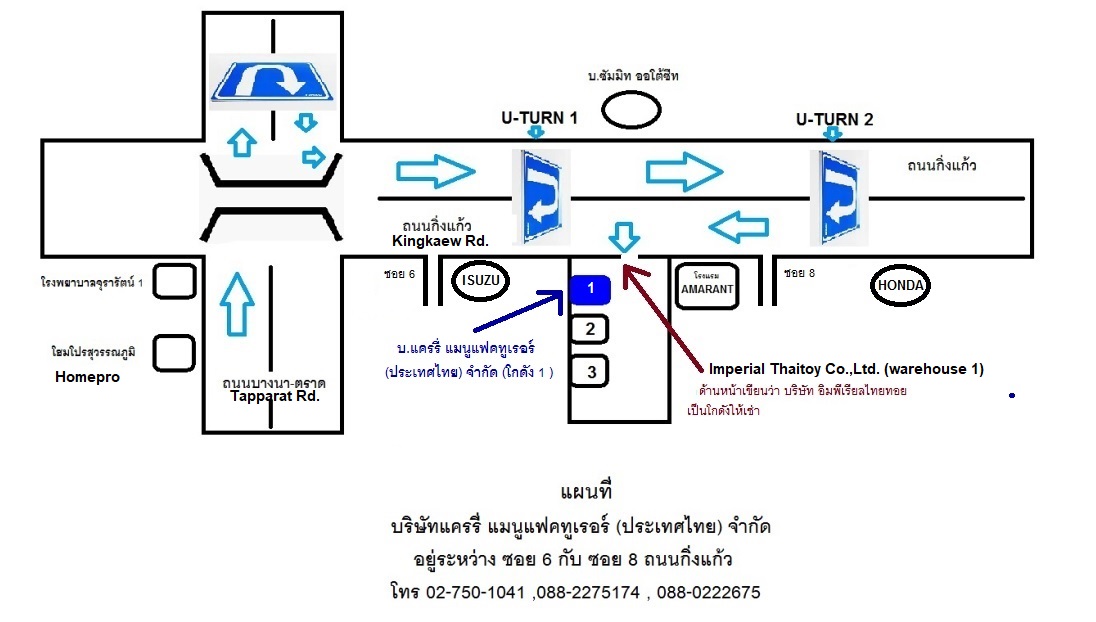 บ.ซัมมิท ออโต้ซีท
U-TURN 1
U-TURN 2
ถนนกิ่งแก้ว
ถนนกิ่งแก้ว
Kingkaew Rd.
โรงพยาบาลจุรารัตน์ 1
ซอย 6
ISUZU
1
โรงแรม
AMARANT
ซอย 8
HONDA
2
โฮมโปรสุวรรณภูมิ
Homepro
บ.แครรี่ แมนูแฟคทูเรอร์
(ประเทศไทย) จำกัด (โกดัง 1 )
3
Imperial Thaitoy Co.,Ltd. (warehouse 1)
ด้านหน้าเขียนว่า บริษัท อิมพีเรียลไทยทอย
เป็นโกดังให้เช่า
ถนนบางนา-ตราด
Tapparat Rd.
แผนที่
บริษัทแครรี่ แมนูแฟคทูเรอร์ (ประเทศไทย) จำกัด
อยู่ระหว่าง ซอย 6 กับ ซอย 8 ถนนกิ่งแก้ว
โทร 02-750-1041 ,088-2275174 , 088-0222675